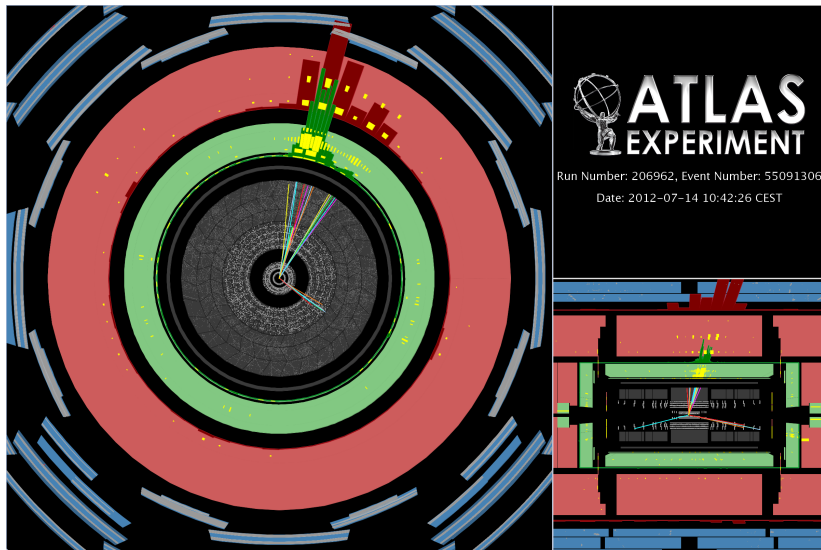 ATLAS
EXPERIMENT
Run Number: 206962, Event Number: 55091306
Date: 2012-07-14 10:42:26 CEST